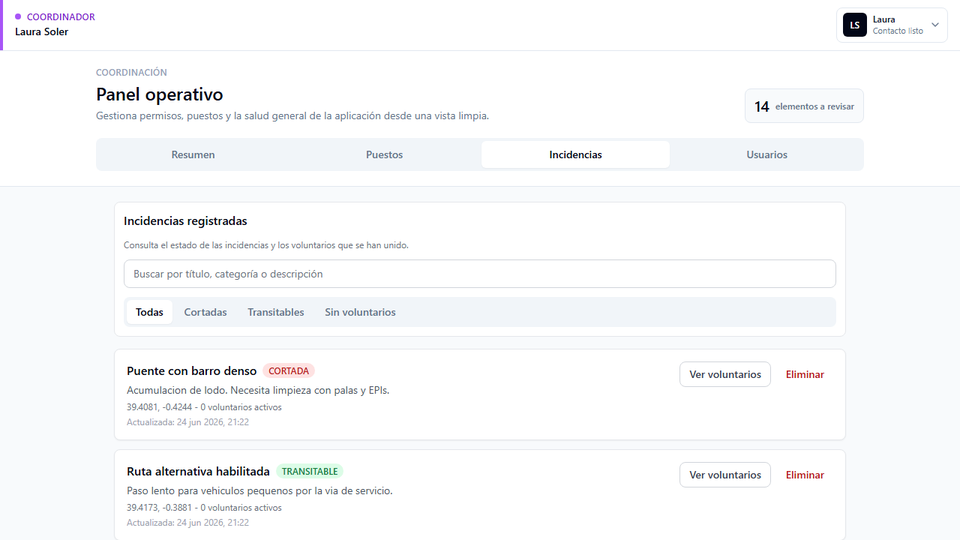 COORDINADOR
Laura Soler
LS
Laura
Contacto listo
COORDINACIÓN
Panel operativo
Gestiona permisos, puestos y la salud general de la aplicación desde una vista limpia.
14 elementos a revisar
Resumen
Puestos
Incidencias
Usuarios
Incidencias registradas
Consulta el estado de las incidencias y los voluntarios que se han unido.
Buscar por título, categoría o descripción
Todas
Cortadas
Transitables
Sin voluntarios
Puente con barro denso CORTADA
Acumulacion de lodo. Necesita limpieza con palas y EPIs.
39.4081, -0.4244 - 0 voluntarios activos
Actualizada: 24 jun 2026, 21:22
Ver voluntarios
Eliminar
Ruta alternativa habilitada TRANSITABLE
Paso lento para vehiculos pequenos por la via de servicio.
39.4173, -0.3881 - 0 voluntarios activos
Actualizada: 24 jun 2026, 21:22
Ver voluntarios
Eliminar